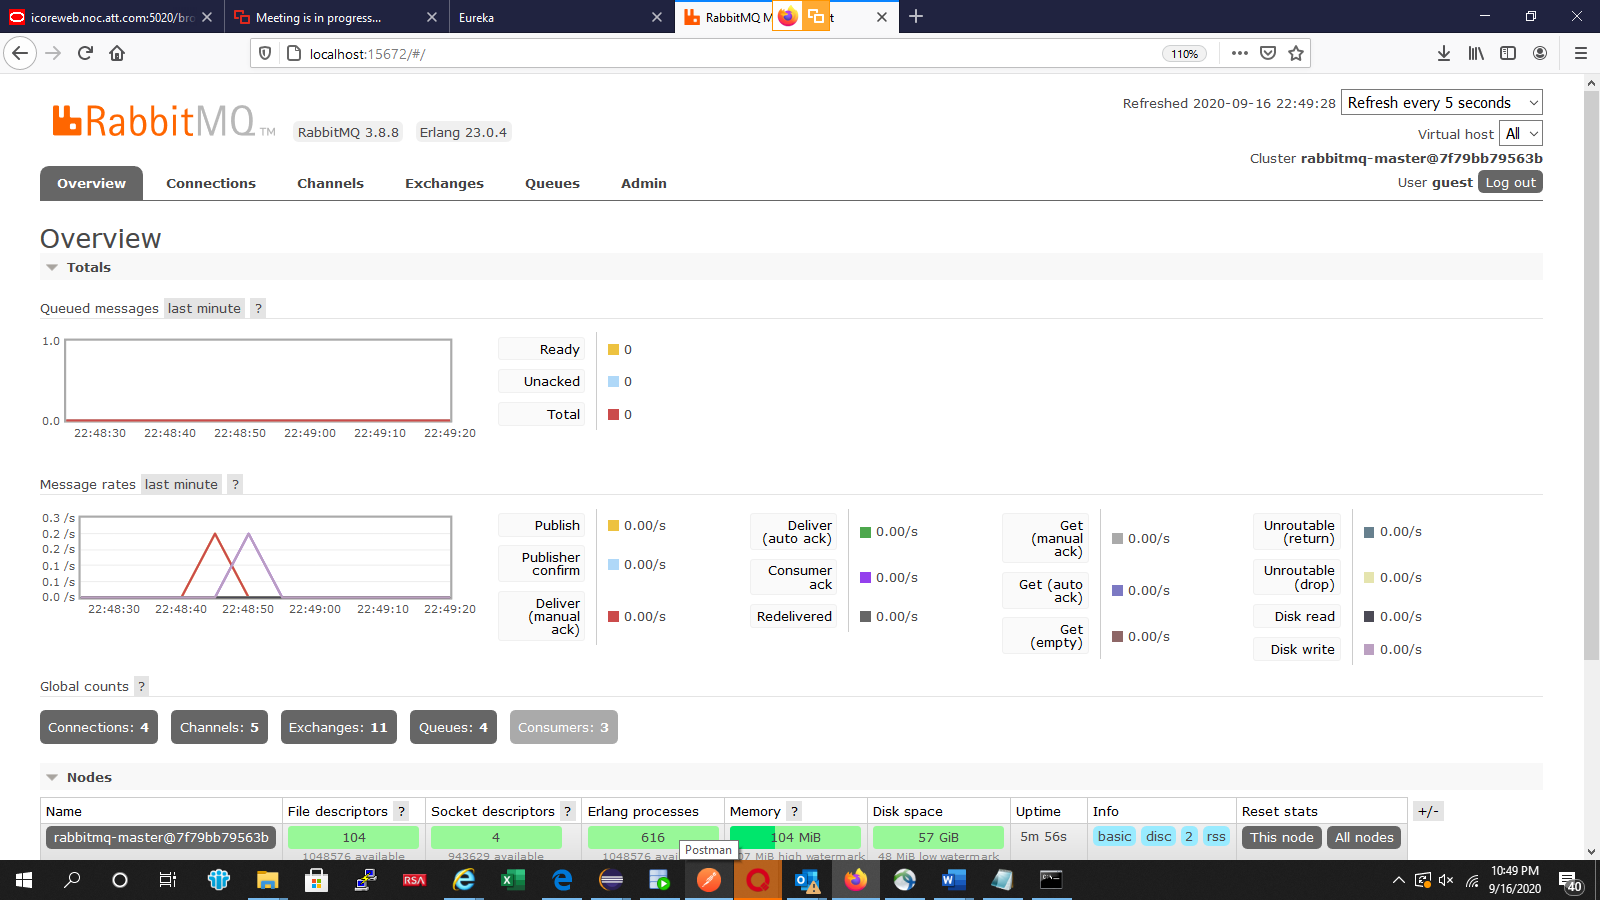 icoreweb.noc.att.com:5020/bro
Meeting is in progress...
Eureka
RabbitMQ M
t
localhost:15672/#/
110%
RabbitMQ TM
RabbitMQ 3.8.8
Erlang 23.0.4
Refreshed 2020-09-16 22:49:28
Refresh every 5 seconds
Virtual host All
Cluster rabbitmq-master@7f79bb79563b
User guest Log out
Overview Connections Channels Exchanges Queues Admin
Overview
Totals
Queued messages last minute ?
1.0
0.0
22:48:30 22:48:40 22:48:50 22:49:00 22:49:10 22:49:20
Ready 0
Unacked 0
Total 0
Message rates last minute ?
0.3 /s
0.2 /s
0.2 /s
0.1 /s
0.1 /s
0.0 /s
22:48:30 22:48:40 22:48:50 22:49:00 22:49:10 22:49:20
Publish 0.00/s
Publisher
confirm 0.00/s
Deliver
(manual
ack) 0.00/s
Deliver
(auto ack) 0.00/s
Consumer
ack 0.00/s
Redelivered 0.00/s
Get
(manual
ack) 0.00/s
Get (auto
ack) 0.00/s
Get
(empty) 0.00/s
Unroutable
(return) 0.00/s
Unroutable
(drop) 0.00/s
Disk read 0.00/s
Disk write 0.00/s
Global counts ?
Connections: 4 Channels: 5 Exchanges: 11 Queues: 4 Consumers: 3
Nodes
Name File descriptors ? Socket descriptors ? Erlang processes Memory ? Disk space Uptime Info Reset stats +/-
rabbitmq-master@7f79bb79563b 104 4 616 104 MiB 57 GiB 5m 56s basic disc 2 rss This node All nodes
1048576 available 943629 available 1048576 avai MiB high watermark 48 MiB low watermark
Postman
RSA
10:49 PM
9/16/2020
40